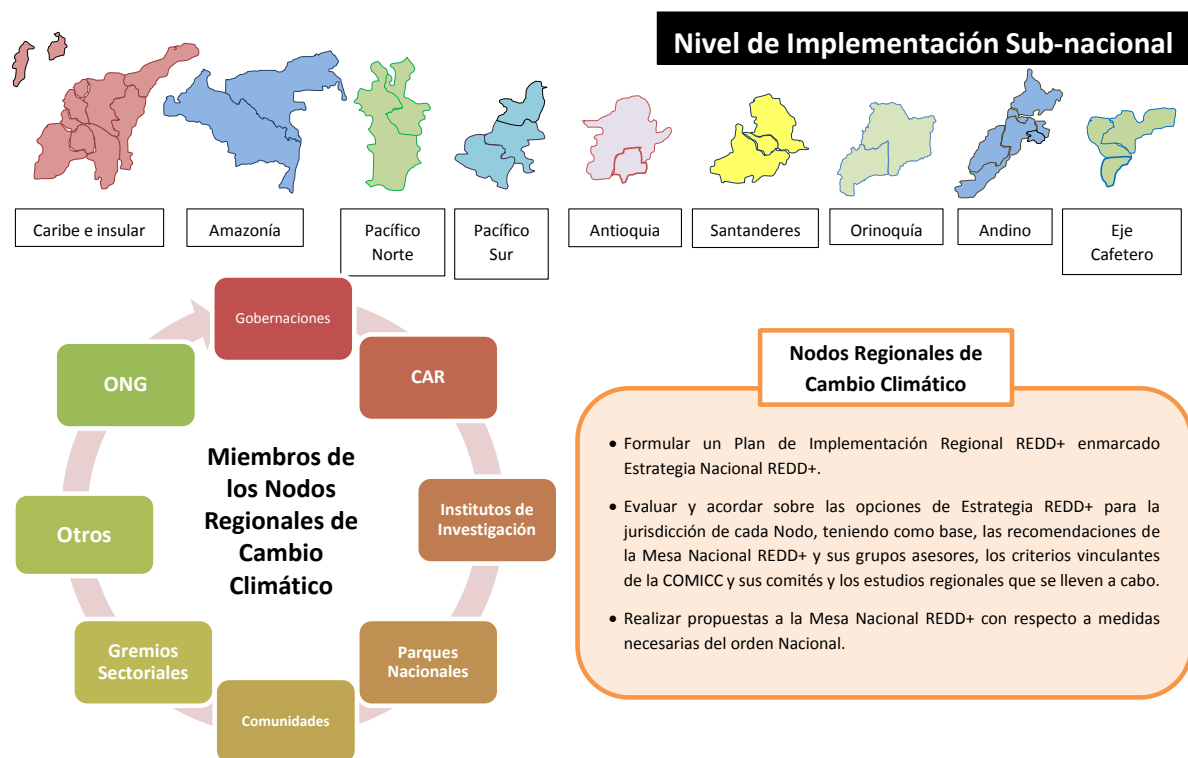 Nivel de Implementación Sub-nacional
Caribe e insular
Amazonía
Pacífico
Norte
Pacífico
Sur
Antioquia
Santanderes
Orinoquía
Andino
Eje
Cafetero
Gobernaciones
CAR
Institutos de
Investigación
Parques
Nacionales
Comunidades
Gremios
Sectoriales
Otros
ONG
Miembros de
los Nodos
Regionales de
Cambio
Climático
Nodos Regionales de
Cambio Climático
• Formular un Plan de Implementación Regional REDD+ enmarcado
Estrategia Nacional REDD+.
• Evaluar y acordar sobre las opciones de Estrategia REDD+ para la
jurisdicción de cada Nodo, teniendo como base, las recomendaciones de
la Mesa Nacional REDD+ y sus grupos asesores, los criterios vinculantes
de la COMICC y sus comités y los estudios regionales que se lleven a cabo.
• Realizar propuestas a la Mesa Nacional REDD+ con respecto a medidas
necesarias del orden Nacional.